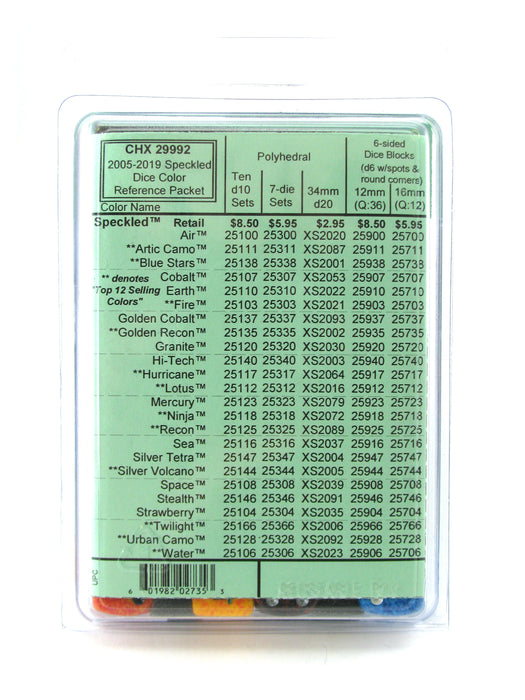 CHX 29992
2005-2019 Speckled
Dice Color
Reference Packet
Color Name
Polyhedral
Ten
d10
Sets
7-die
Sets
34mm
d20
6-sided
Dice Blocks
(d6 w/spots &
round corners)
12mm 16mm
(Q:36) (Q:12)
Speckled™ Retail $8.50 $5.95 $2.95 $8.50 $5.95
Air™ 25100 25300 XS2020 25900 25700
**Artic Camo™ 25111 25311 XS2087 25911 25711
**Blue Stars™ 25138 25338 XS2001 25938 25738
** denotes Cobalt™ 25107 25307 XS2053 25907 25707
"Top 12 Selling Earth™ 25110 25310 XS2022 25910 25710
Colors" **Fire™ 25103 25303 XS2021 25903 25703
Golden Cobalt™ 25137 25337 XS2093 25937 25737
**Golden Recon™ 25135 25335 XS2002 25935 25735
Granite™ 25120 25320 XS2030 25920 25720
Hi-Tech™ 25140 25340 XS2003 25940 25740
**Hurricane™ 25117 25317 XS2064 25917 25717
**Lotus™ 25112 25312 XS2016 25912 25712
Mercury™ 25123 25323 XS2079 25923 25723
**Ninja™ 25118 25318 XS2072 25918 25718
**Recon™ 25125 25325 XS2089 25925 25725
Sea™ 25116 25316 XS2037 25916 25716
Silver Tetra™ 25147 25347 XS2004 25947 25747
**Silver Volcano™ 25144 25344 XS2005 25944 25744
Space™ 25108 25308 XS2039 25908 25708
Stealth™ 25146 25346 XS2091 25946 25746
Strawberry™ 25104 25304 XS2035 25904 25704
**Twilight™ 25166 25366 XS2006 25966 25766
**Urban Camo™ 25128 25328 XS2092 25928 25728
**Water™ 25106 25306 XS2023 25906 25706
UPC
6 01982 02735 3